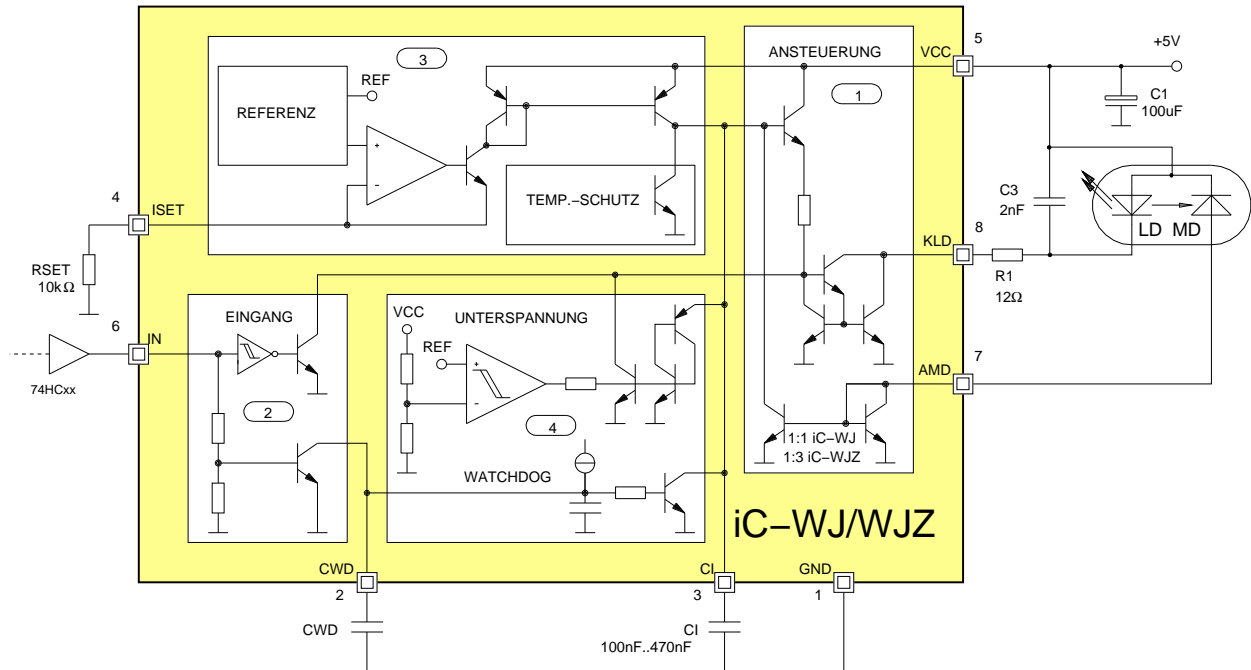 ANSTEUERUNG
VCC
5
+5V
3
REF
1
REFERENZ
C1
100uF
+
−
TEMP.−SCHUTZ
4
ISET
C3
2nF
LD MD
8
KLD
RSET
10kΩ
R1
12Ω
EINGANG
VCC
UNTERSPANNUNG
6
IN
REF
+
−
7
AMD
74HCxx
2
4
1:1 iC−WJ
1:3 iC−WJZ
WATCHDOG
iC−WJ/WJZ
CWD
CI
GND
2
3
1
CWD
CI
100nF..470nF